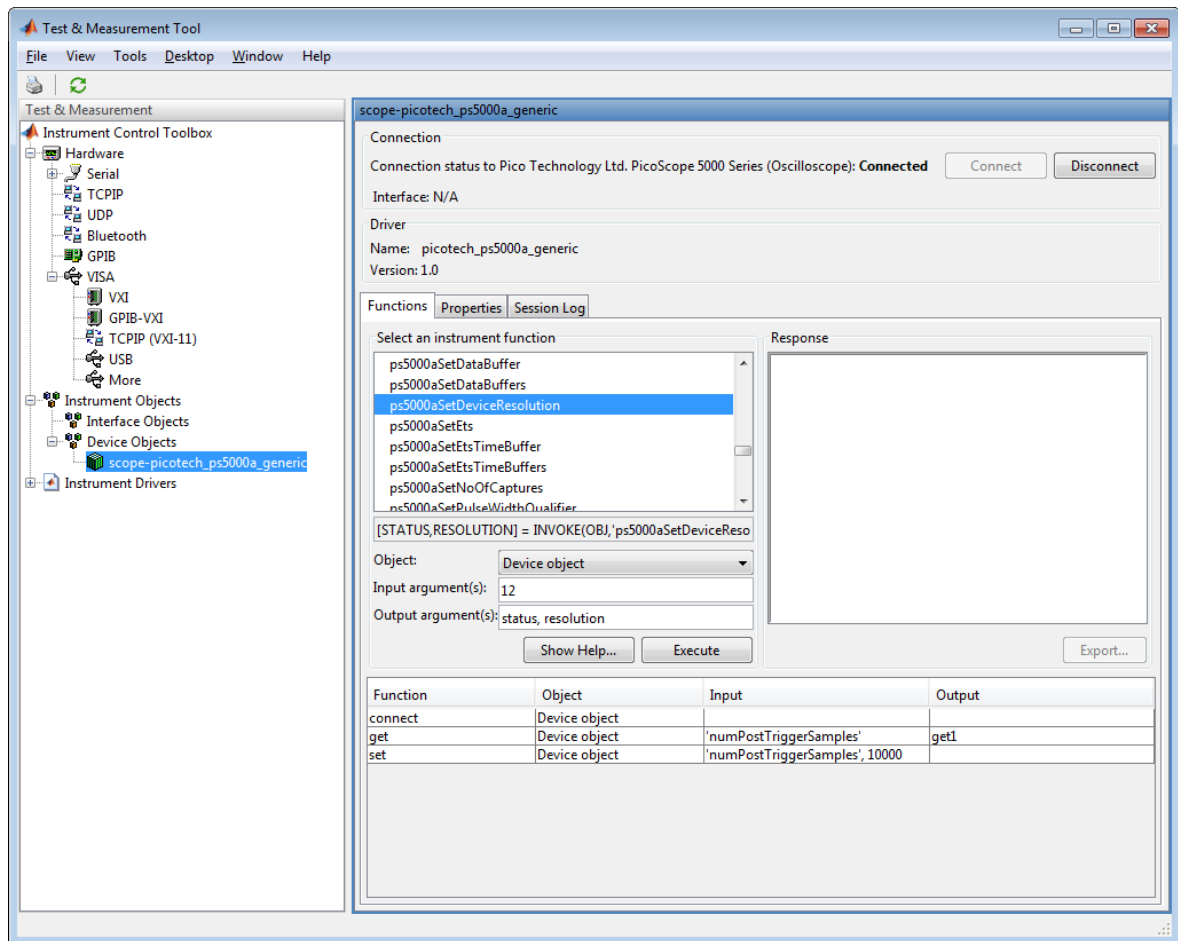 Test & Measurement Tool
File View Tools Desktop Window Help
Test & Measurement
Instrument Control Toolbox
Hardware
Serial
TCPIP
UDP
Bluetooth
GPIB
VISA
VXI
GPIB-VXI
TCPIP (VXI-11)
USB
More
Instrument Objects
Interface Objects
Device Objects
scope-picotech_ps5000a_generic
Instrument Drivers
scope-picotech_ps5000a_generic
Connection
Connection status to Pico Technology Ltd. PicoScope 5000 Series (Oscilloscope): Connected Connect Disconnect
Interface: N/A
Driver
Name: picotech_ps5000a_generic
Version: 1.0
Functions Properties Session Log
Select an instrument function
ps5000aSetDataBuffer
ps5000aSetDataBuffers
ps5000aSetDeviceResolution
ps5000aSetEts
ps5000aSetEtsTimeBuffer
ps5000aSetEtsTimeBuffers
ps5000aSetNoOfCaptures
ps5000aSetPulseWidthQualifier
[STATUS,RESOLUTION] = INVOKE(OBJ,'ps5000aSetDeviceReso
Object: Device object
Input argument(s): 12
Output argument(s): status, resolution
Show Help... Execute
Response
Export...
Function Object Input Output
connect Device object
get Device object 'numPostTriggerSamples' get1
set Device object 'numPostTriggerSamples', 10000